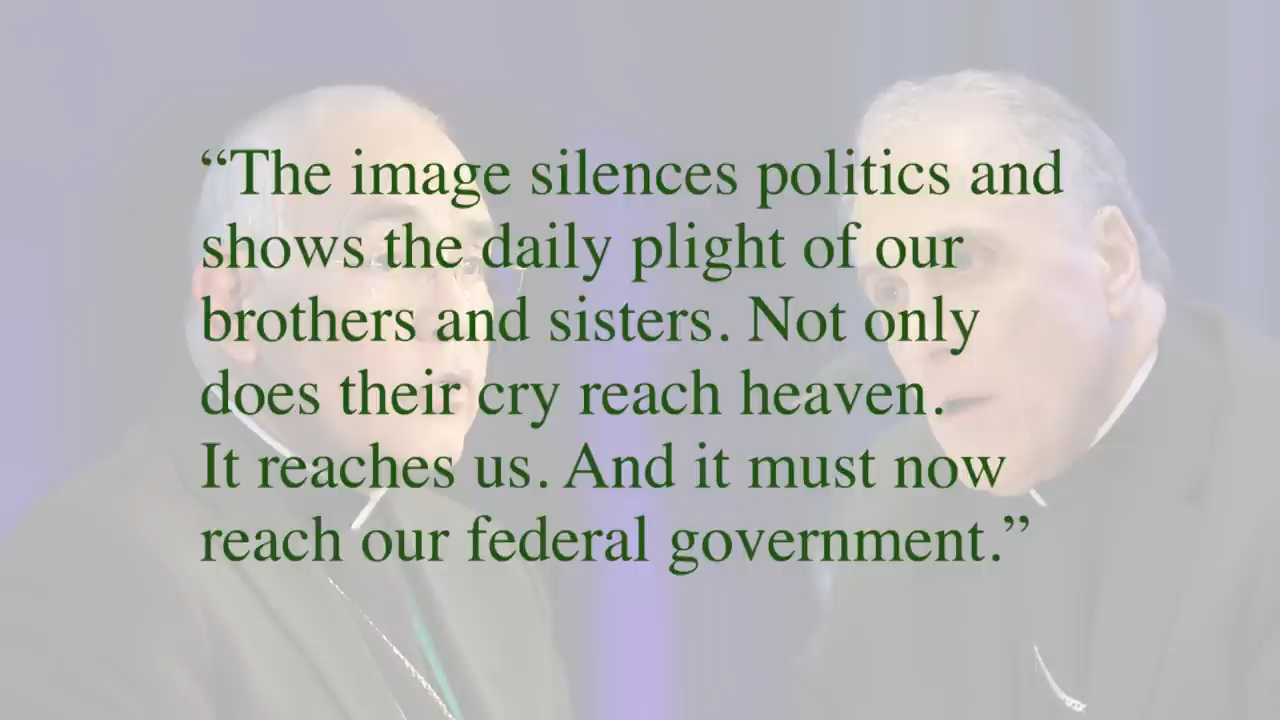 “The image silences politics and
shows the daily plight of our
brothers and sisters. Not only
does their cry reach heaven.
It reaches us. And it must now
reach our federal government.”